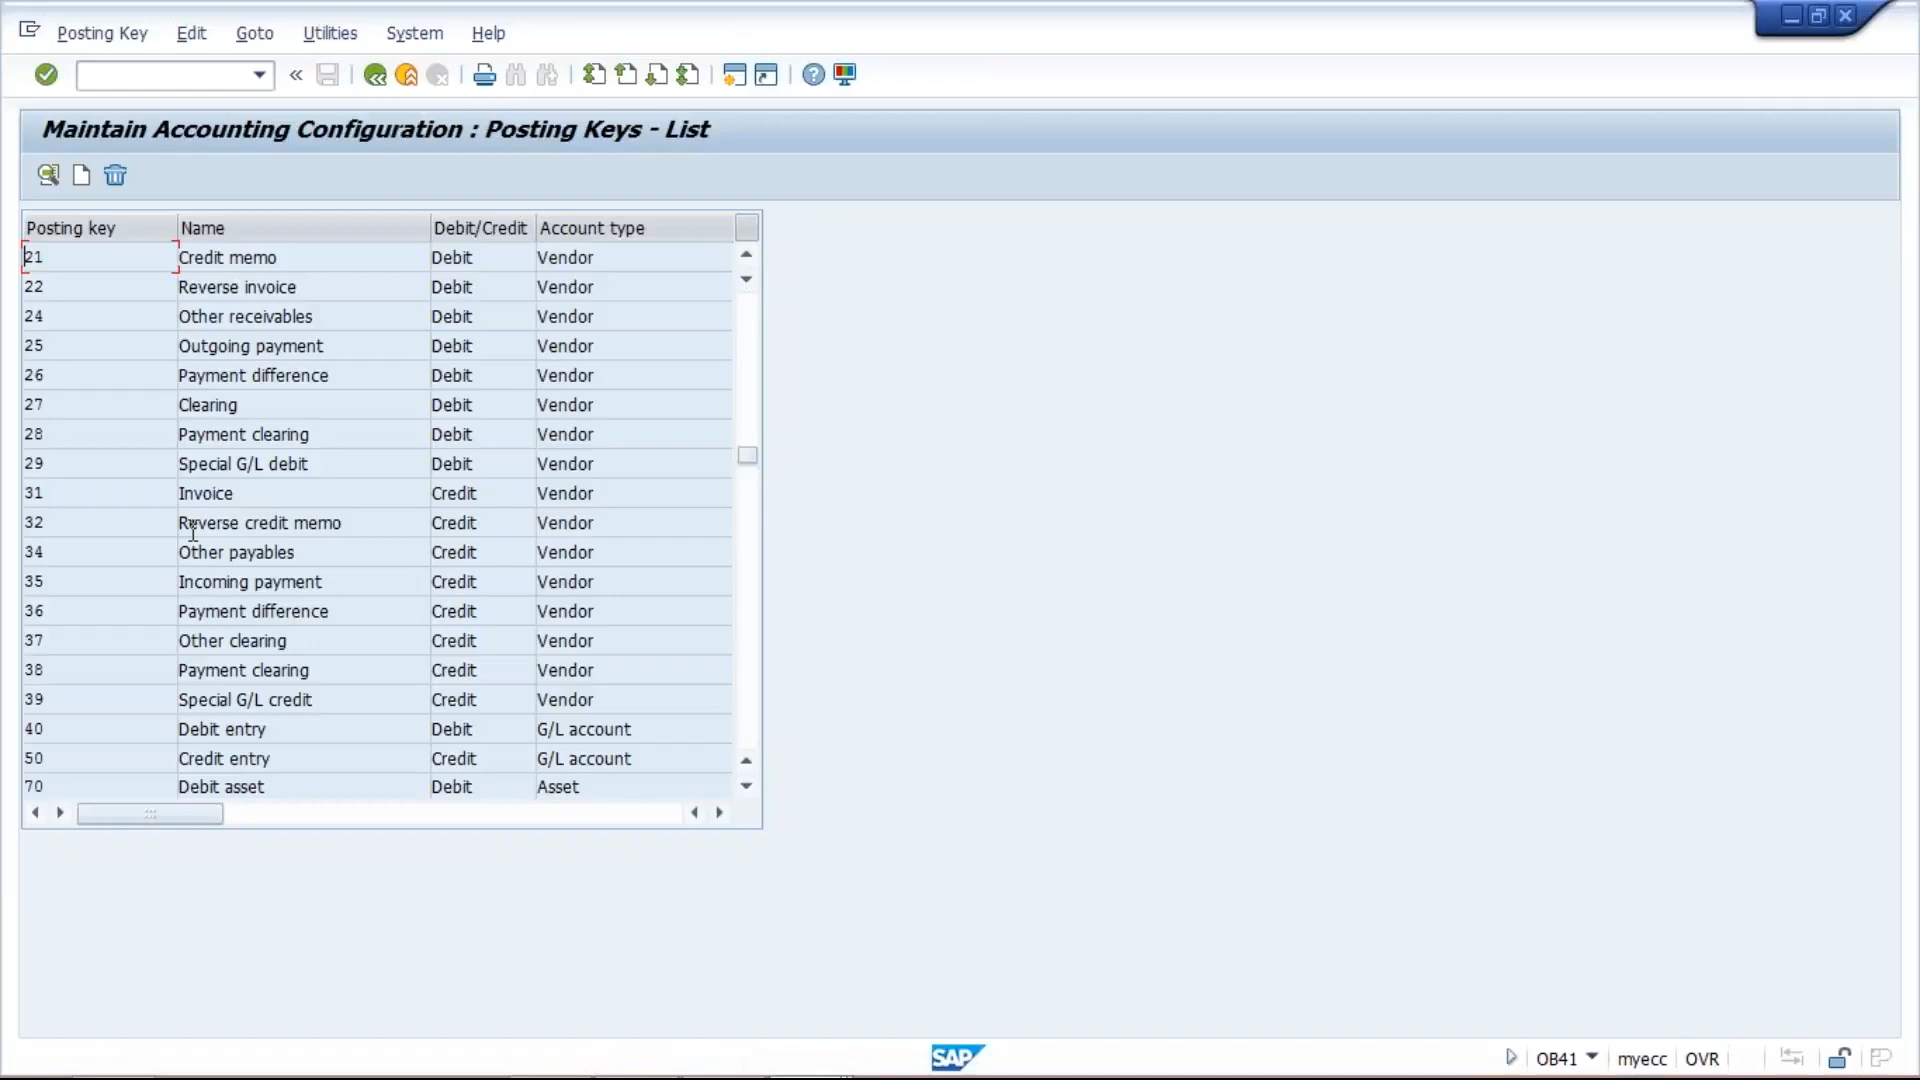 Posting Key Edit Goto Utilities System Help
Maintain Accounting Configuration : Posting Keys - List
Posting key Name Debit/Credit Account type
21 Credit memo Debit Vendor
22 Reverse invoice Debit Vendor
24 Other receivables Debit Vendor
25 Outgoing payment Debit Vendor
26 Payment difference Debit Vendor
27 Clearing Debit Vendor
28 Payment clearing Debit Vendor
29 Special G/L debit Debit Vendor
31 Invoice Credit Vendor
32 Reverse credit memo Credit Vendor
34 Other payables Credit Vendor
35 Incoming payment Credit Vendor
36 Payment difference Credit Vendor
37 Other clearing Credit Vendor
38 Payment clearing Credit Vendor
39 Special G/L credit Credit Vendor
40 Debit entry Debit G/L account
50 Credit entry Credit G/L account
70 Debit asset Debit Asset
SAP OB41 myecc OVR